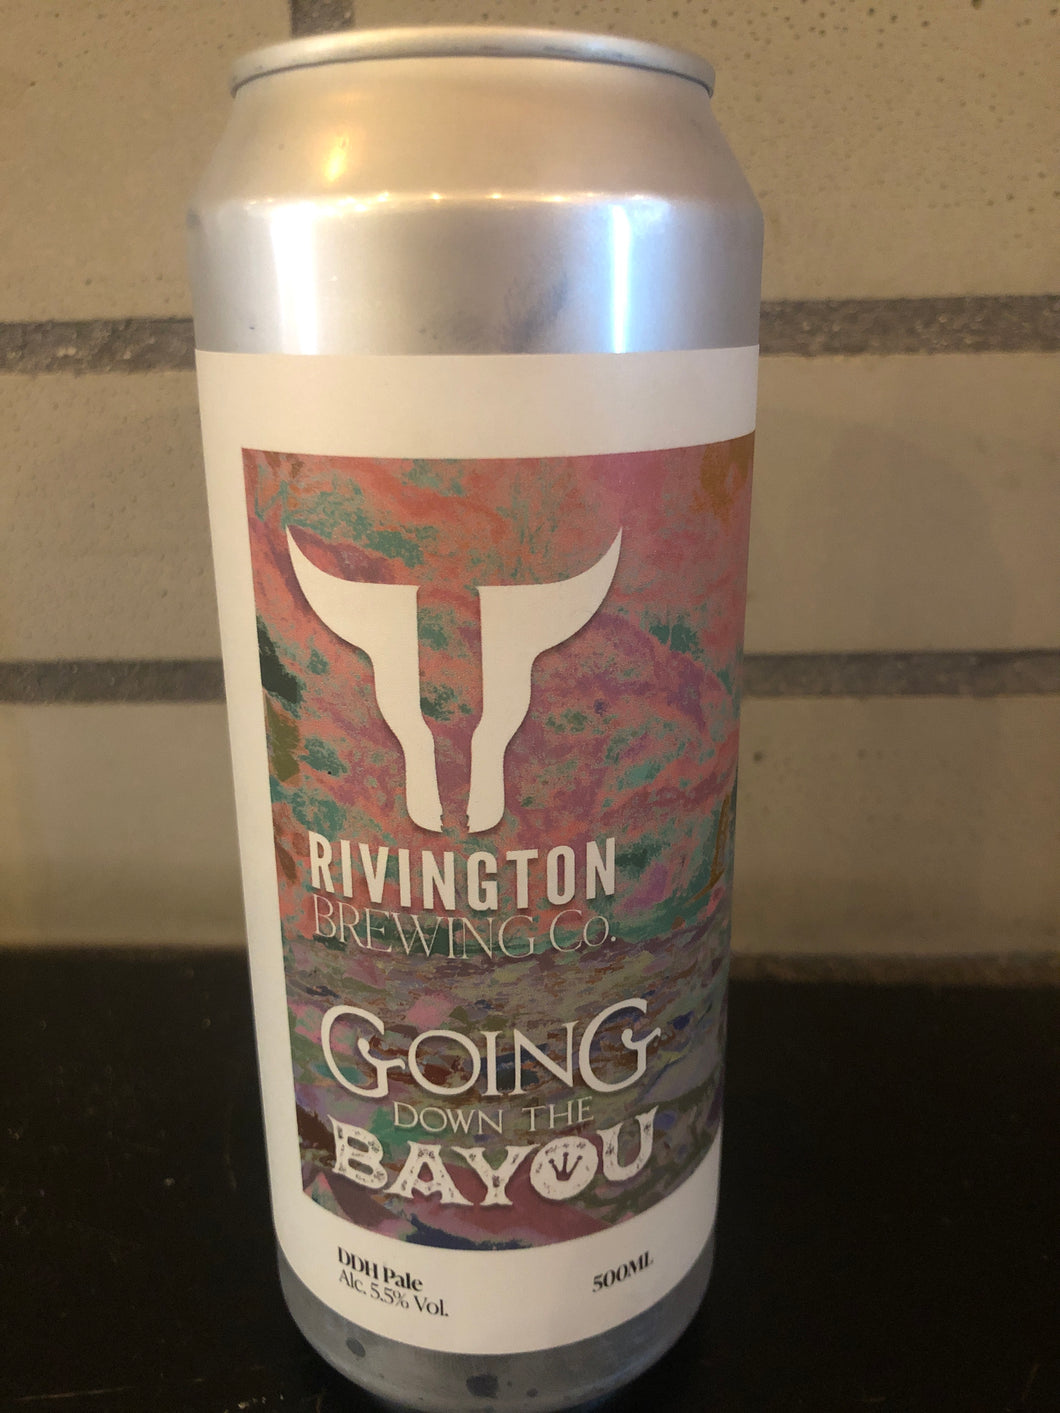 RIVINGTON
BREWING CO.
GOING
DOWN THE
BAYOU
DDH Pale
Alc. 5.5% Vol.
500ML